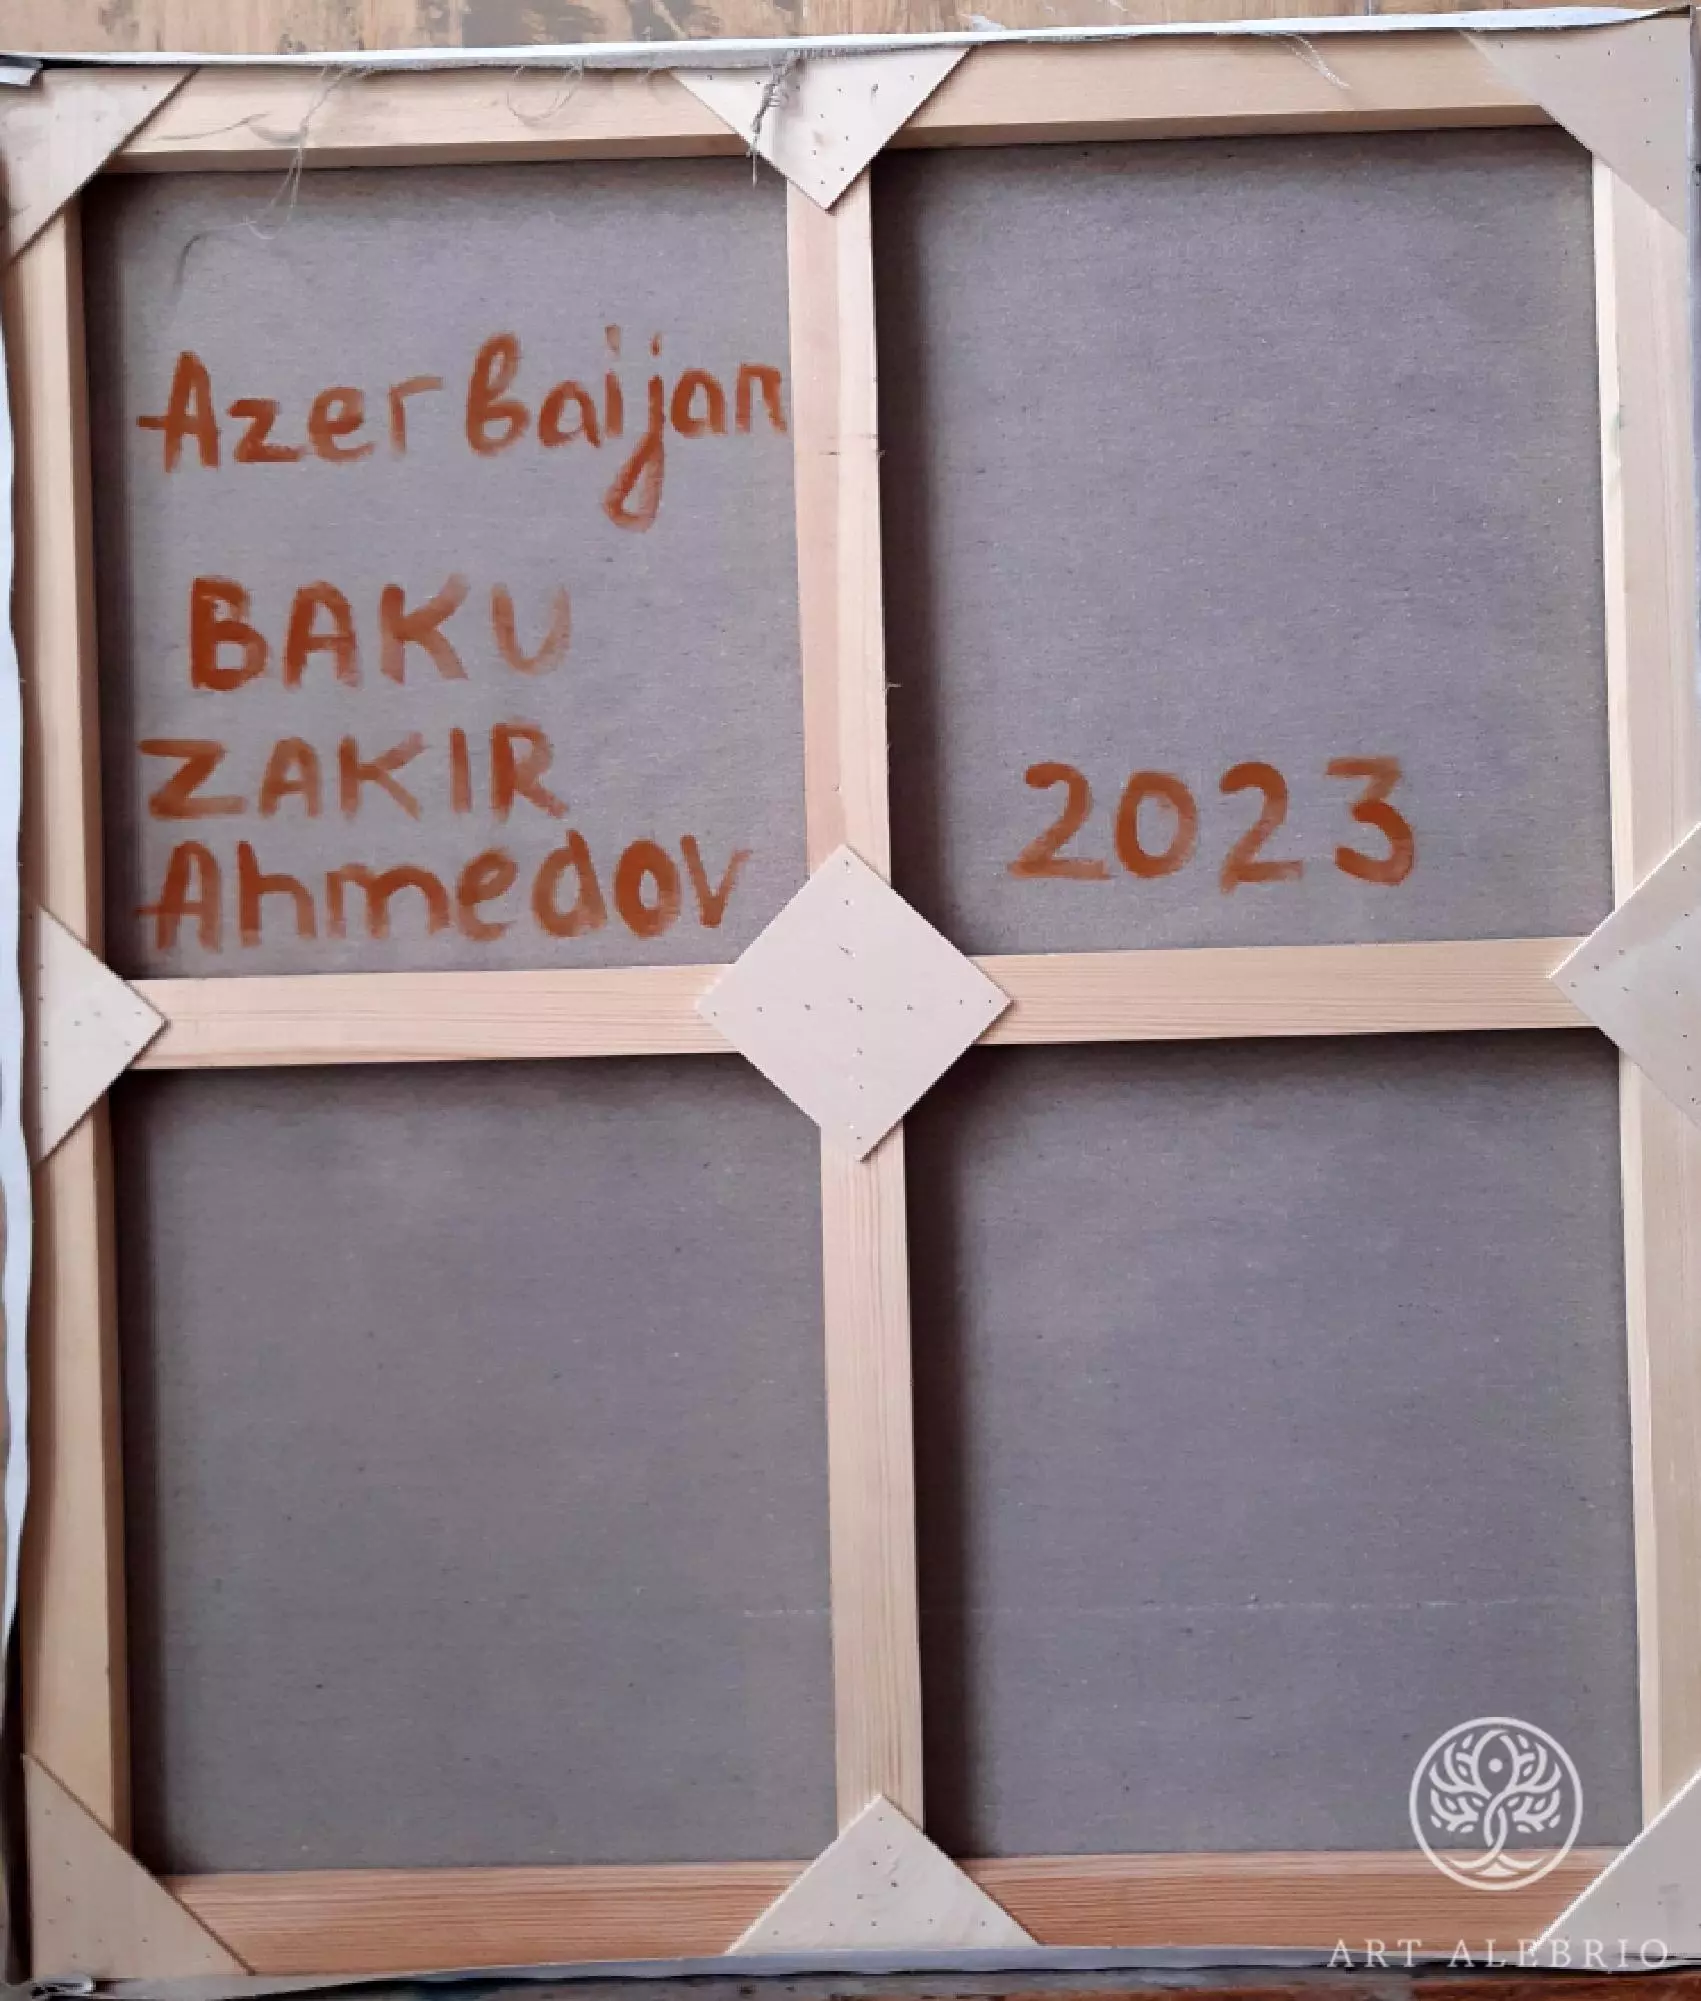 Azerbaijan
BAKU
ZAKIR
Ahmedov
2023
ART ALEBRIO